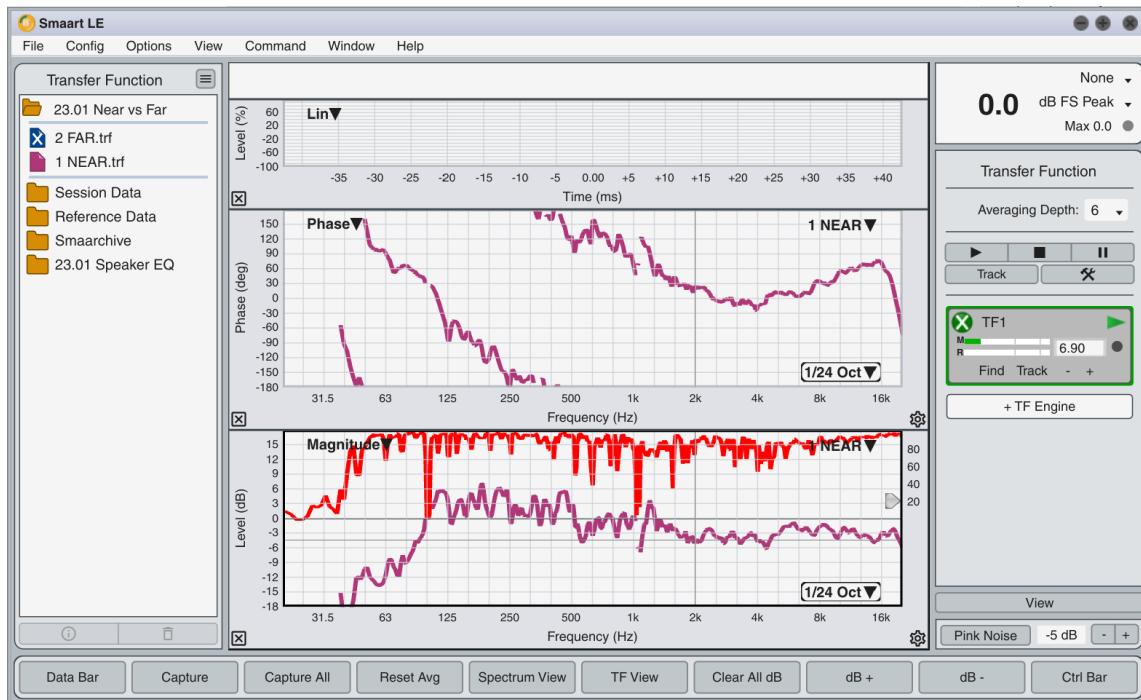 Smaart LE
File Config Options View Command Window Help
Transfer Function
23.01 Near vs Far
2 FAR.trf
1 NEAR.trf
Session Data
Reference Data
Smaarchive
23.01 Speaker EQ
Level (%)
60
20
-20
-60
-100
Lin
-35 -30 -25 -20 -15 -10 -5 0.00 +5 +10 +15 +20 +25 +30 +35 +40
Time (ms)
Phase (deg)
150
120
90
60
30
0
-30
-60
-90
-120
-150
-180
Phase
1 NEAR
1/24 Oct
31.5 63 125 250 500 1k 2k 4k 8k 16k
Frequency (Hz)
Level (dB)
15
12
9
6
3
0
-3
-6
-9
-12
-15
-18
Magnitude
1 NEAR
80
60
40
20
1/24 Oct
31.5 63 125 250 500 1k 2k 4k 8k 16k
Frequency (Hz)
None
0.0 dB FS Peak
Max 0.0
Transfer Function
Averaging Depth: 6
Track
TF1
M
R
6.90
Find Track - +
+ TF Engine
View
Pink Noise -5 dB - +
Data Bar Capture Capture All Reset Avg Spectrum View TF View Clear All dB dB + dB - Ctrl Bar